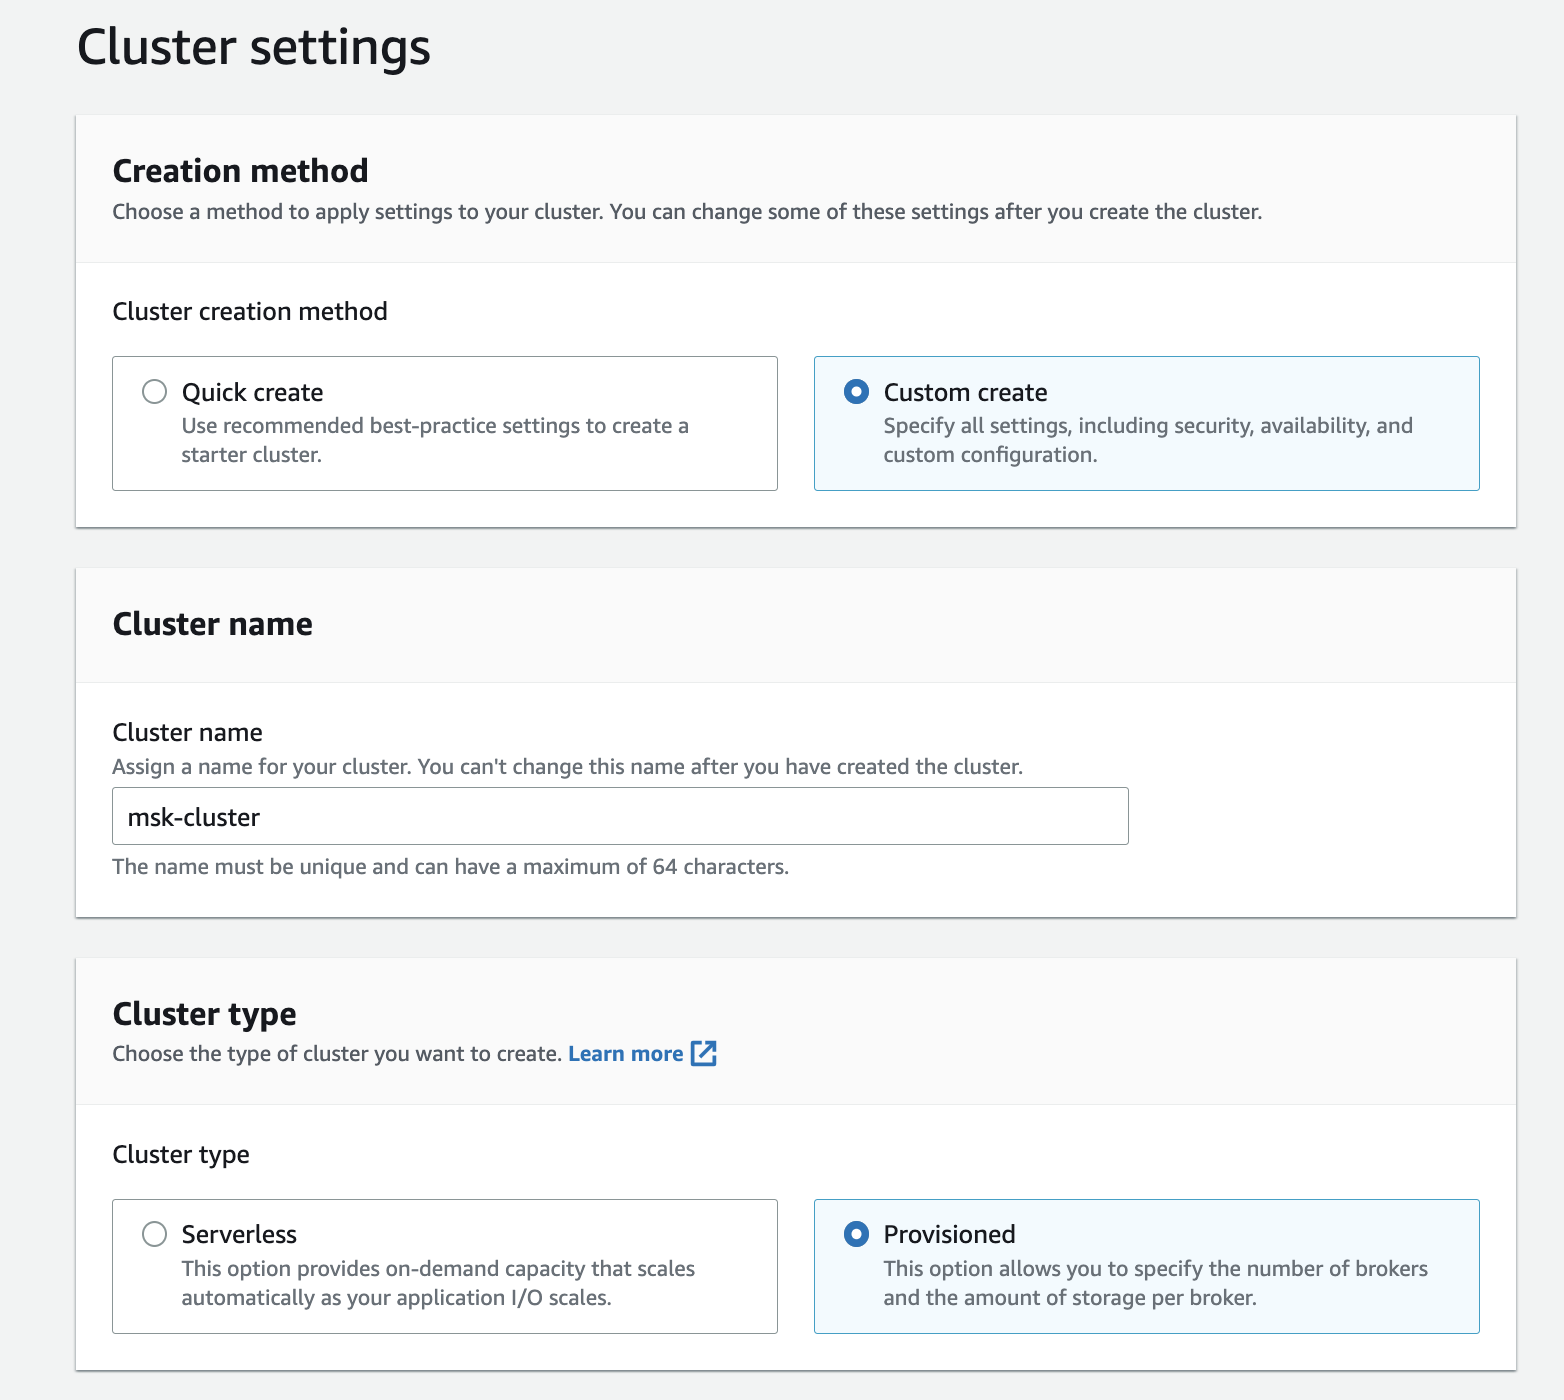 Cluster settings
Creation method
Choose a method to apply settings to your cluster. You can change some of these settings after you create the cluster.
Cluster creation method
Quick create
Use recommended best-practice settings to create a
starter cluster.
Custom create
Specify all settings, including security, availability, and
custom configuration.
Cluster name
Cluster name
Assign a name for your cluster. You can't change this name after you have created the cluster.
msk-cluster
The name must be unique and can have a maximum of 64 characters.
Cluster type
Choose the type of cluster you want to create. Learn more
Cluster type
Serverless
This option provides on-demand capacity that scales
automatically as your application I/O scales.
Provisioned
This option allows you to specify the number of brokers
and the amount of storage per broker.